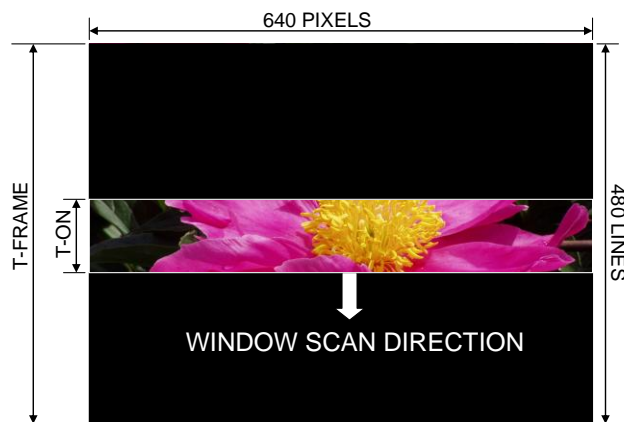 640 PIXELS
T-FRAME
T-ON
480 LINES
WINDOW SCAN DIRECTION